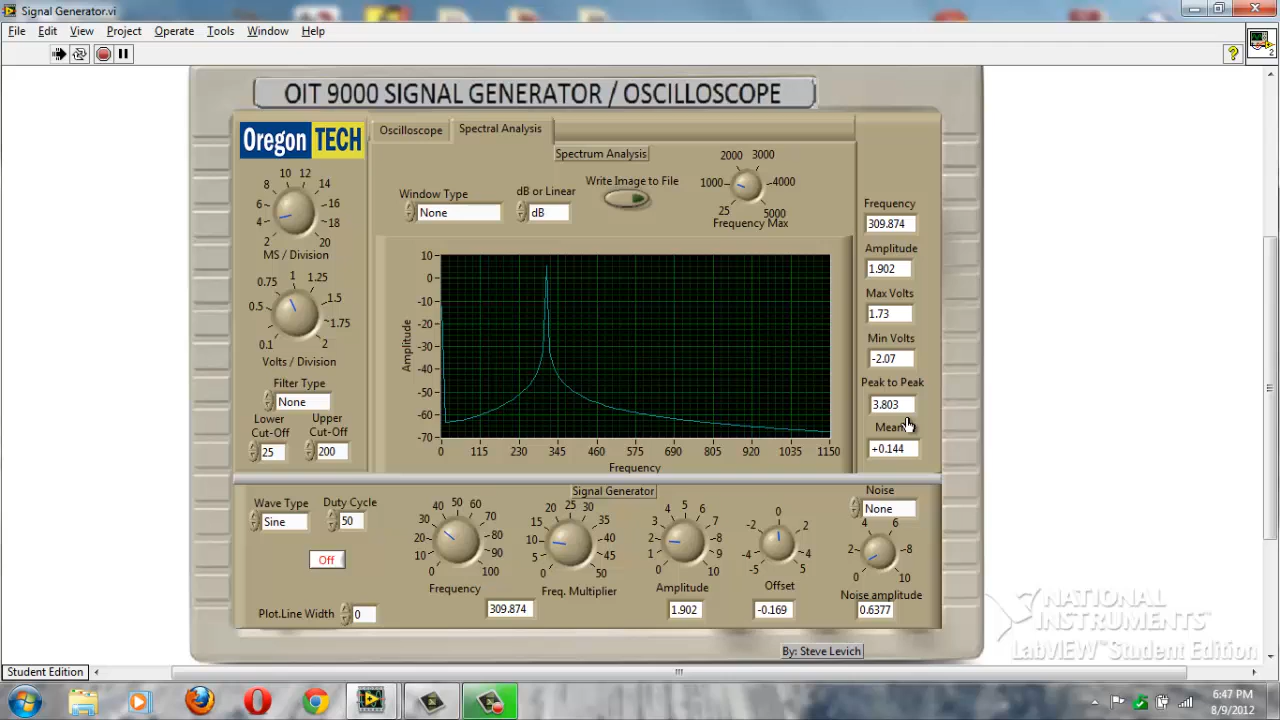 Signal Generator.vi
File Edit View Project Operate Tools Window Help
2
OIT 9000 SIGNAL GENERATOR / OSCILLOSCOPE
Oregon TECH
Oscilloscope Spectral Analysis
Spectrum Analysis
Window Type
None
dB or Linear
dB
Write Image to File
25 1000 2000 3000 4000 5000
Frequency Max
2 4 6 8 10 12 14 16 18 20
MS / Division
0.1 0.5 0.75 1 1.25 1.5 1.75 2
Volts / Division
Filter Type
None
Lower Cut-Off
25
Upper Cut-Off
200
Amplitude
10
0
-10
-20
-30
-40
-50
-60
-70
0 115 230 345 460 575 690 805 920 1035 1150
Frequency
Frequency
309.874
Amplitude
1.902
Max Volts
1.73
Min Volts
-2.07
Peak to Peak
3.803
Mean
+0.144
Signal Generator
Wave Type
Sine
Duty Cycle
50
Off
Plot.Line Width 0
0 10 20 30 40 50 60 70 80 90 100
Frequency
309.874
0 5 10 15 20 25 30 35 40 45 50
Freq. Multiplier
0 1 2 3 4 5 6 7 8 9 10
Amplitude
1.902
-5 -4 -2 0 2 4 5
Offset
-0.169
Noise
None
0 2 4 6 8 10
Noise amplitude
0.6377
By: Steve Levich
NATIONAL INSTRUMENTS
LabVIEW™ Student Edition
Student Edition
6:47 PM
8/9/2012